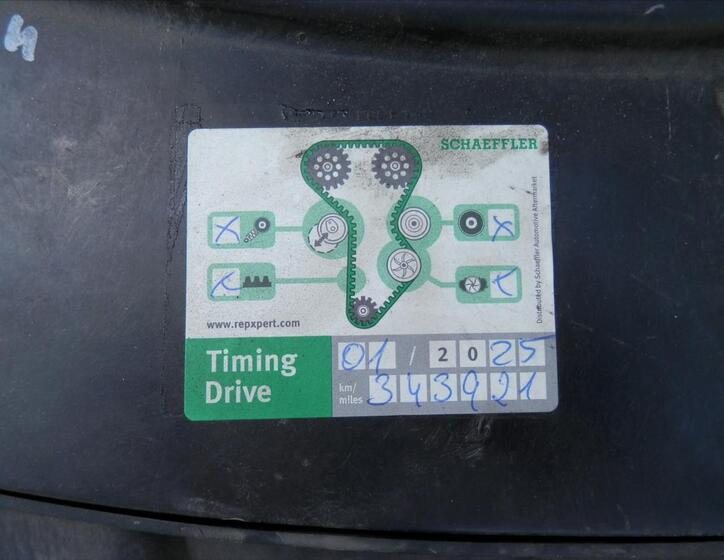 SCHAEFFLER
X
X
X
X
Distributed by Schaeffler Automotive Aftermarket
www.repxpert.com
Timing
Drive
01 / 2025
km/
miles
343921